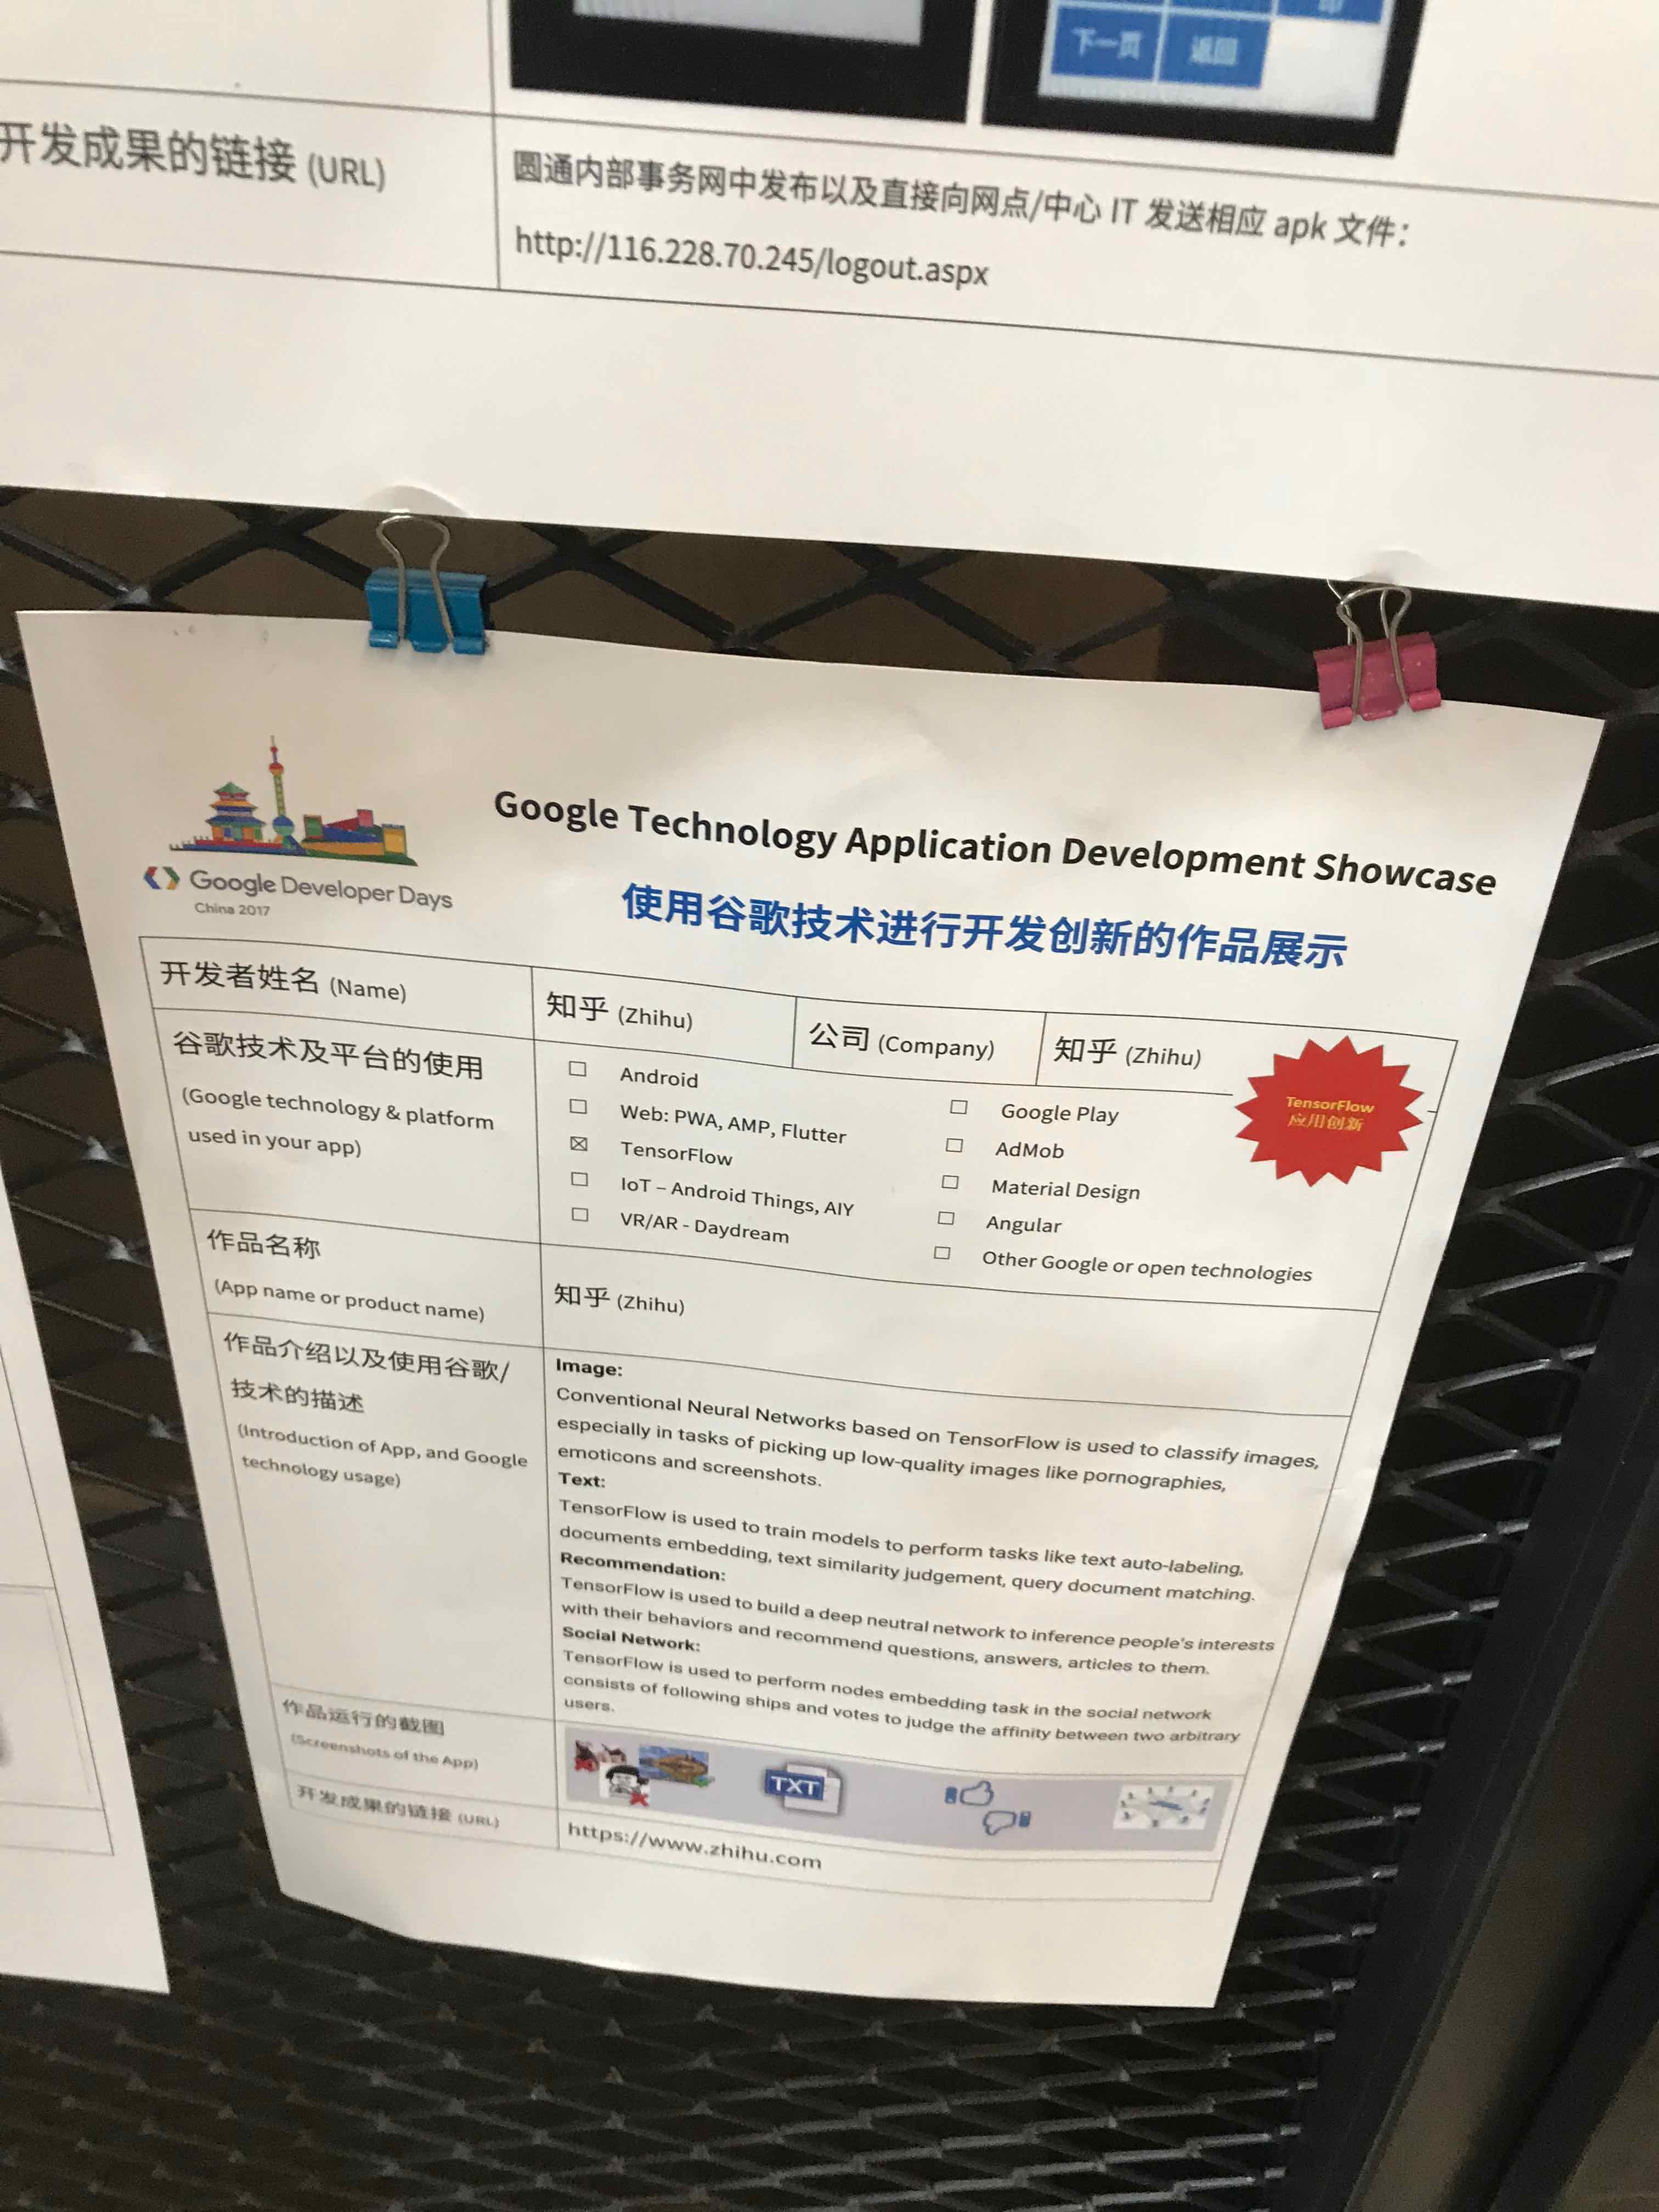 下一页
返回
开发成果的链接 (URL)
圆通内部事务网中发布以及直接向网点/中心 IT 发送相应 apk 文件：
http://116.228.70.245/logout.aspx
Google Developer Days
China 2017
Google Technology Application Development Showcase
使用谷歌技术进行开发创新的作品展示
开发者姓名 (Name)
知乎 (Zhihu)
公司 (Company)
知乎 (Zhihu)
谷歌技术及平台的使用
(Google technology & platform
used in your app)
☐ Android
☐ Web: PWA, AMP, Flutter
☒ TensorFlow
☐ IoT – Android Things, AIY
☐ VR/AR - Daydream
☐ Google Play
☐ AdMob
☐ Material Design
☐ Angular
☐ Other Google or open technologies
TensorFlow
应用创新
作品名称
(App name or product name)
知乎 (Zhihu)
作品介绍以及使用谷歌/
技术的描述
(Introduction of App, and Google
technology usage)
Image:
Conventional Neural Networks based on TensorFlow is used to classify images,
especially in tasks of picking up low-quality images like pornographies,
emoticons and screenshots.
Text:
TensorFlow is used to train models to perform tasks like text auto-labeling,
documents embedding, text similarity judgement, query document matching.
Recommendation:
TensorFlow is used to build a deep neutral network to inference people's interests
with their behaviors and recommend questions, answers, articles to them.
Social Network:
TensorFlow is used to perform nodes embedding task in the social network
consists of following ships and votes to judge the affinity between two arbitrary
users.
作品运行的截图
(Screenshots of the App)
TXT
开发成果的链接 (URL)
https://www.zhihu.com